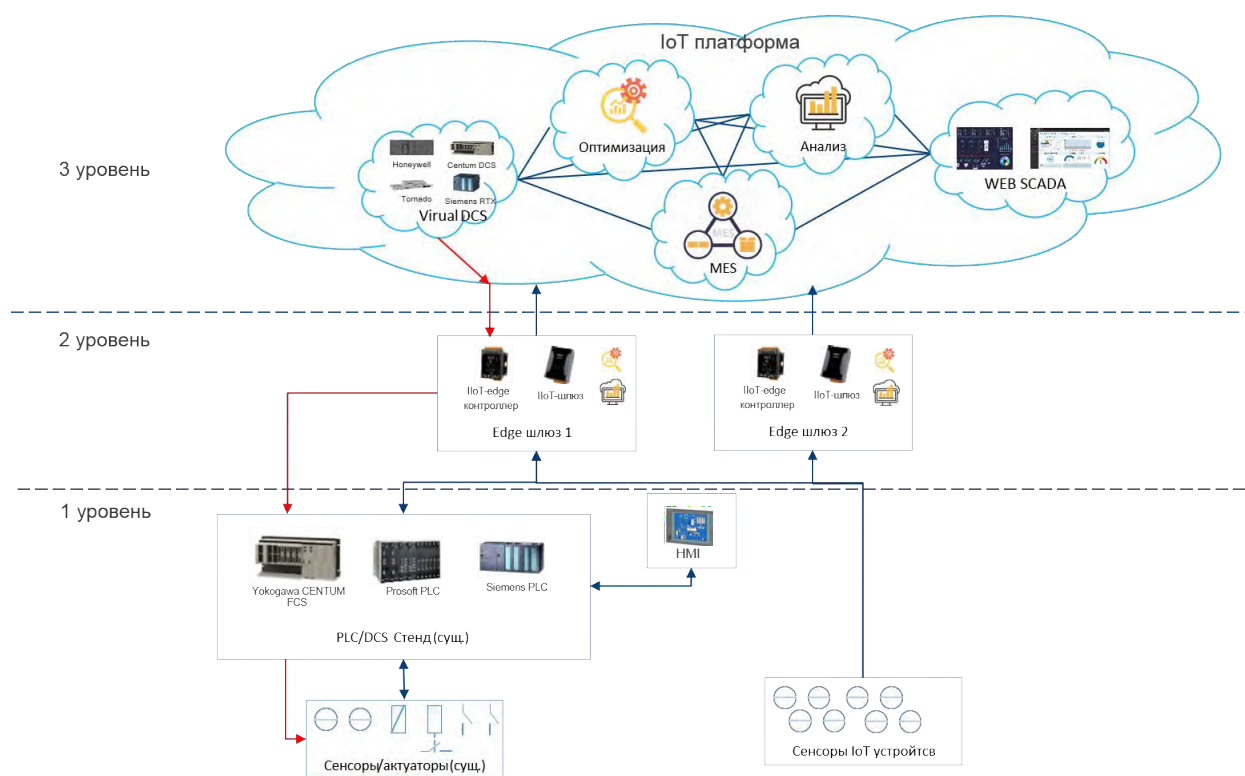 IoT платформа
3 уровень
Оптимизация
Анализ
Honeywell
Centum DCS
Tornado
Siemens RTX
Virual DCS
WEB SCADA
MES
MES
2 уровень
IIoT-edge
контроллер
IIoT-шлюз
Edge шлюз 1
IIoT-edge
контроллер
IIoT-шлюз
Edge шлюз 2
1 уровень
HMI
Yokogawa CENTUM
FCS
Prosoft PLC
Siemens PLC
PLC/DCS Стенд (сущ.)
Сенсоры/актуаторы (сущ.)
Сенсоры IoT устройтсв